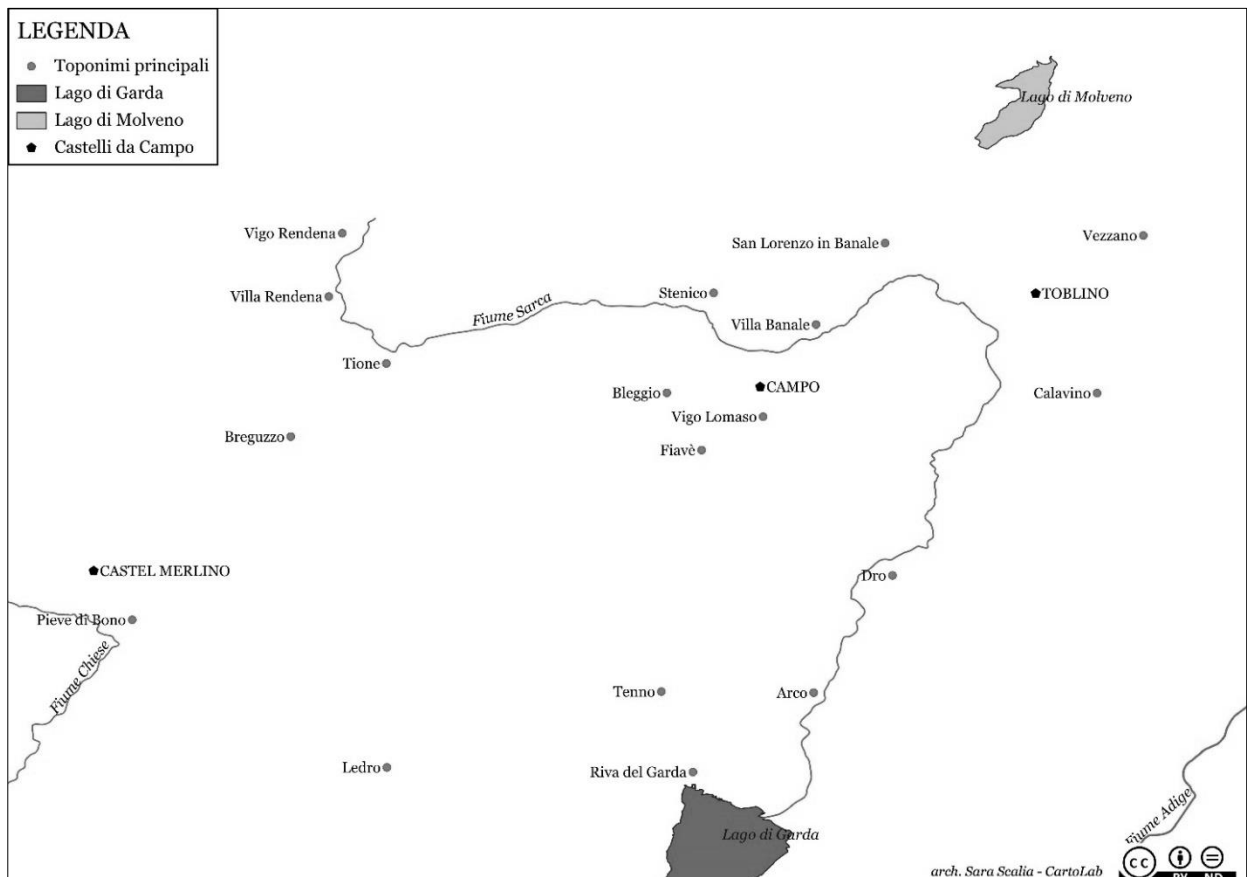 LEGENDA
Toponimi principali
Lago di Garda
Lago di Molveno
Castelli da Campo
Lago di Molveno
Vigo Rendena
San Lorenzo in Banale
Vezzano
Villa Rendena
Stenico
TOBLINO
Fiume Sarca
Villa Banale
Tione
CAMPO
Bleggio
Calavino
Vigo Lomaso
Breguzzo
Fiavè
CASTEL MERLINO
Dro
Pieve di Bono
Fiume Chiese
Tenno
Arco
Ledro
Riva del Garda
Fiume Adige
Lago di Garda
arch. Sara Scalia - CartoLab
cc
BY ND